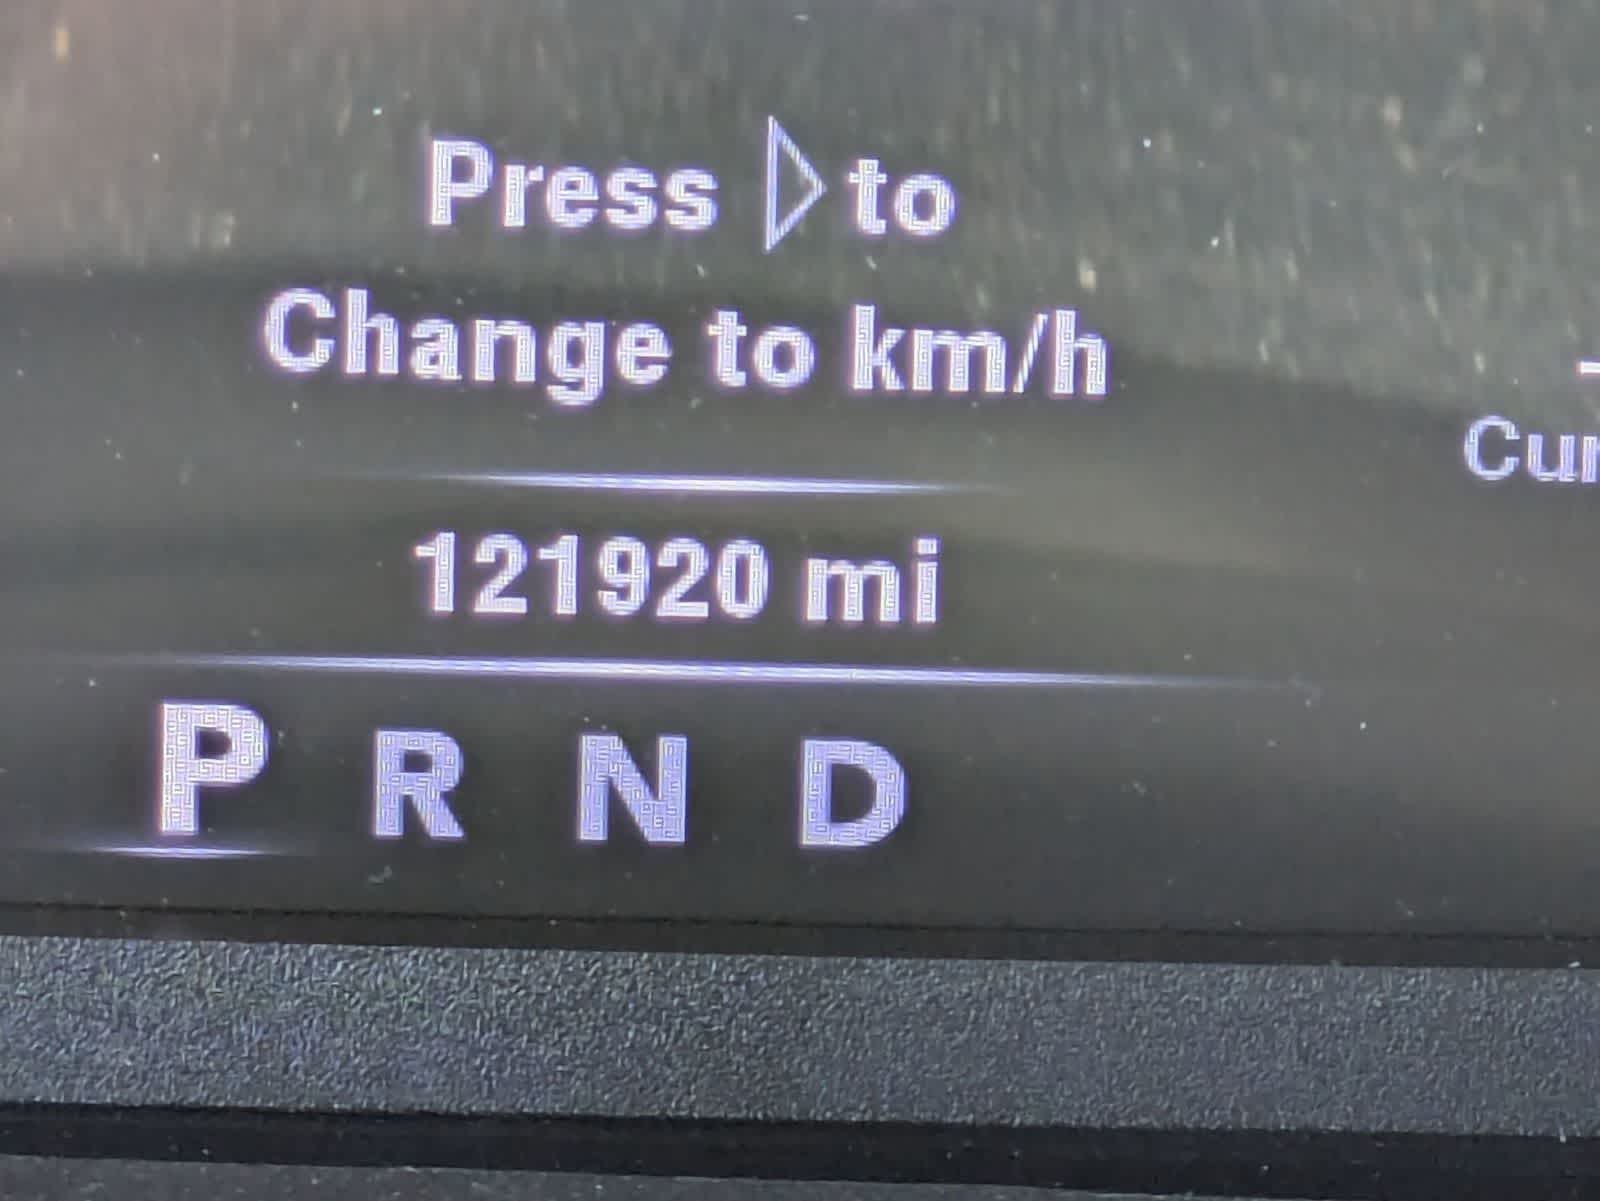 Press ▷ to
Change to km/h
121920 mi
P R N D